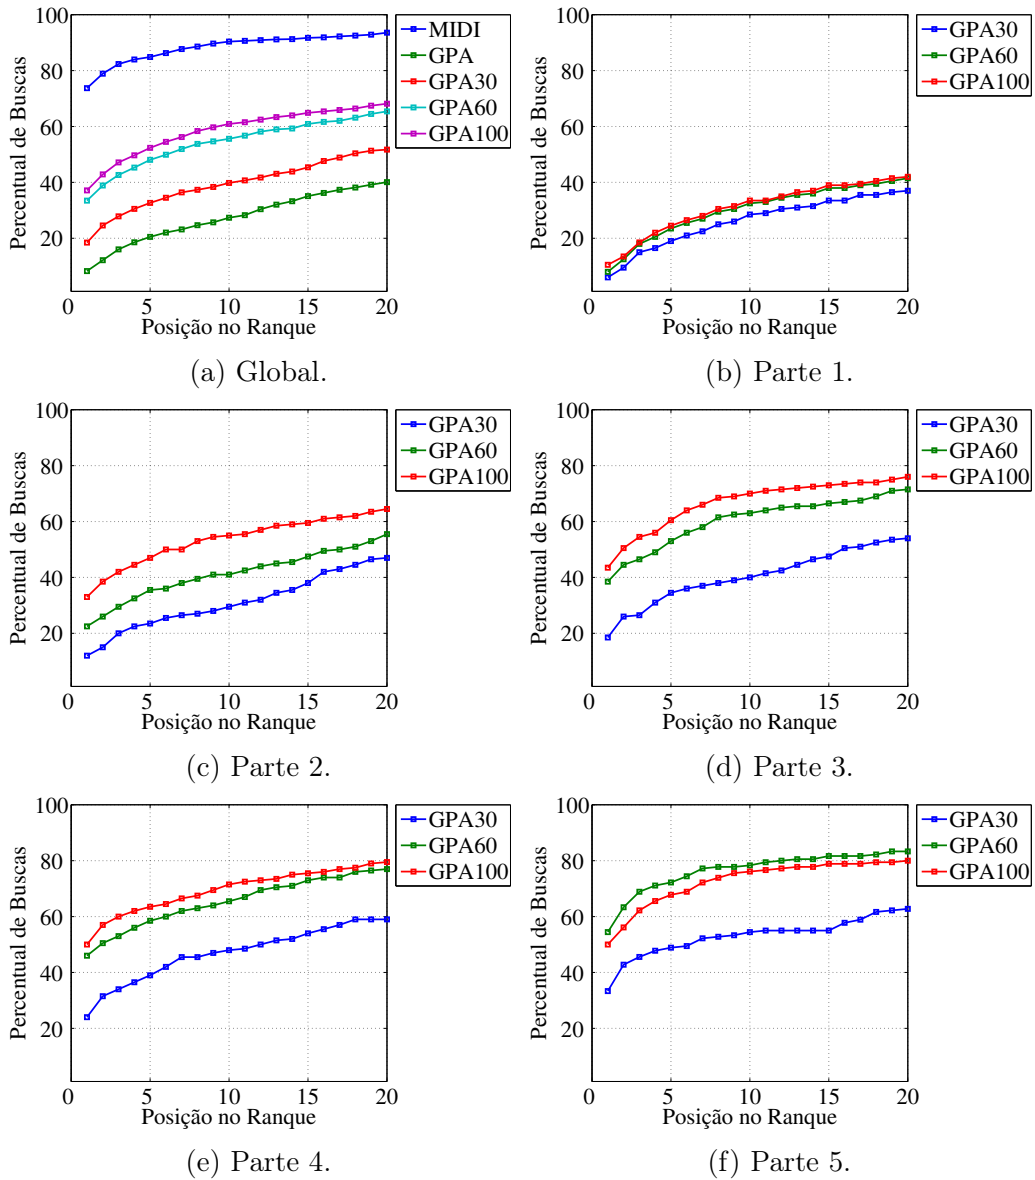 100
80
60
40
20
0
5
10
15
20
Percentual de Buscas
Posição no Ranque
MIDI
GPA
GPA30
GPA60
GPA100
(a) Global.
100
80
60
40
20
0
5
10
15
20
Percentual de Buscas
Posição no Ranque
GPA30
GPA60
GPA100
(b) Parte 1.
100
80
60
40
20
0
5
10
15
20
Percentual de Buscas
Posição no Ranque
GPA30
GPA60
GPA100
(c) Parte 2.
100
80
60
40
20
0
5
10
15
20
Percentual de Buscas
Posição no Ranque
GPA30
GPA60
GPA100
(d) Parte 3.
100
80
60
40
20
0
5
10
15
20
Percentual de Buscas
Posição no Ranque
GPA30
GPA60
GPA100
(e) Parte 4.
100
80
60
40
20
0
5
10
15
20
Percentual de Buscas
Posição no Ranque
GPA30
GPA60
GPA100
(f) Parte 5.